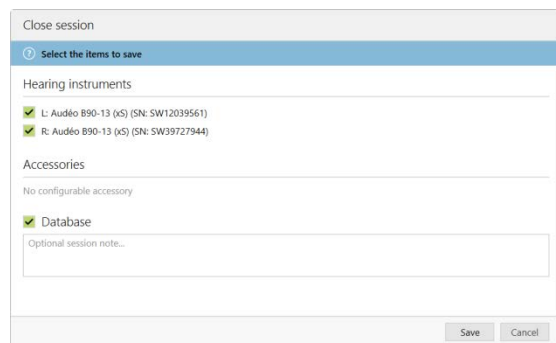 Close session
Select the items to save
Hearing instruments
L: Audéo B90-13 (xS) (SN: SW12039561)
R: Audéo B90-13 (xS) (SN: SW39727944)
Accessories
No configurable accessory
Database
Optional session note...
Save Cancel